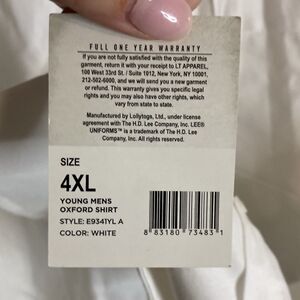 FULL ONE YEAR WARRANTY
If you are not fully satisfied with the quality of this
garment, return it with your receipt to LT APPAREL,
100 West 33rd St. / Suite 1012, New York, NY 10001,
212-502-6000, and we will send you a new garment
or refund. This warranty gives you specific legal
rights and you may also have other rights, which
vary from state to state.
Manufactured by Lollytogs, Ltd., under license
agreement with The H.D. Lee Company, Inc. LEE®
UNIFORMS™ is a trademark of The H.D. Lee
Company, Inc. All rights reserved.
SIZE
4XL
YOUNG MENS
OXFORD SHIRT
STYLE: E9341YL A
COLOR: WHITE
8 83180 73483 1